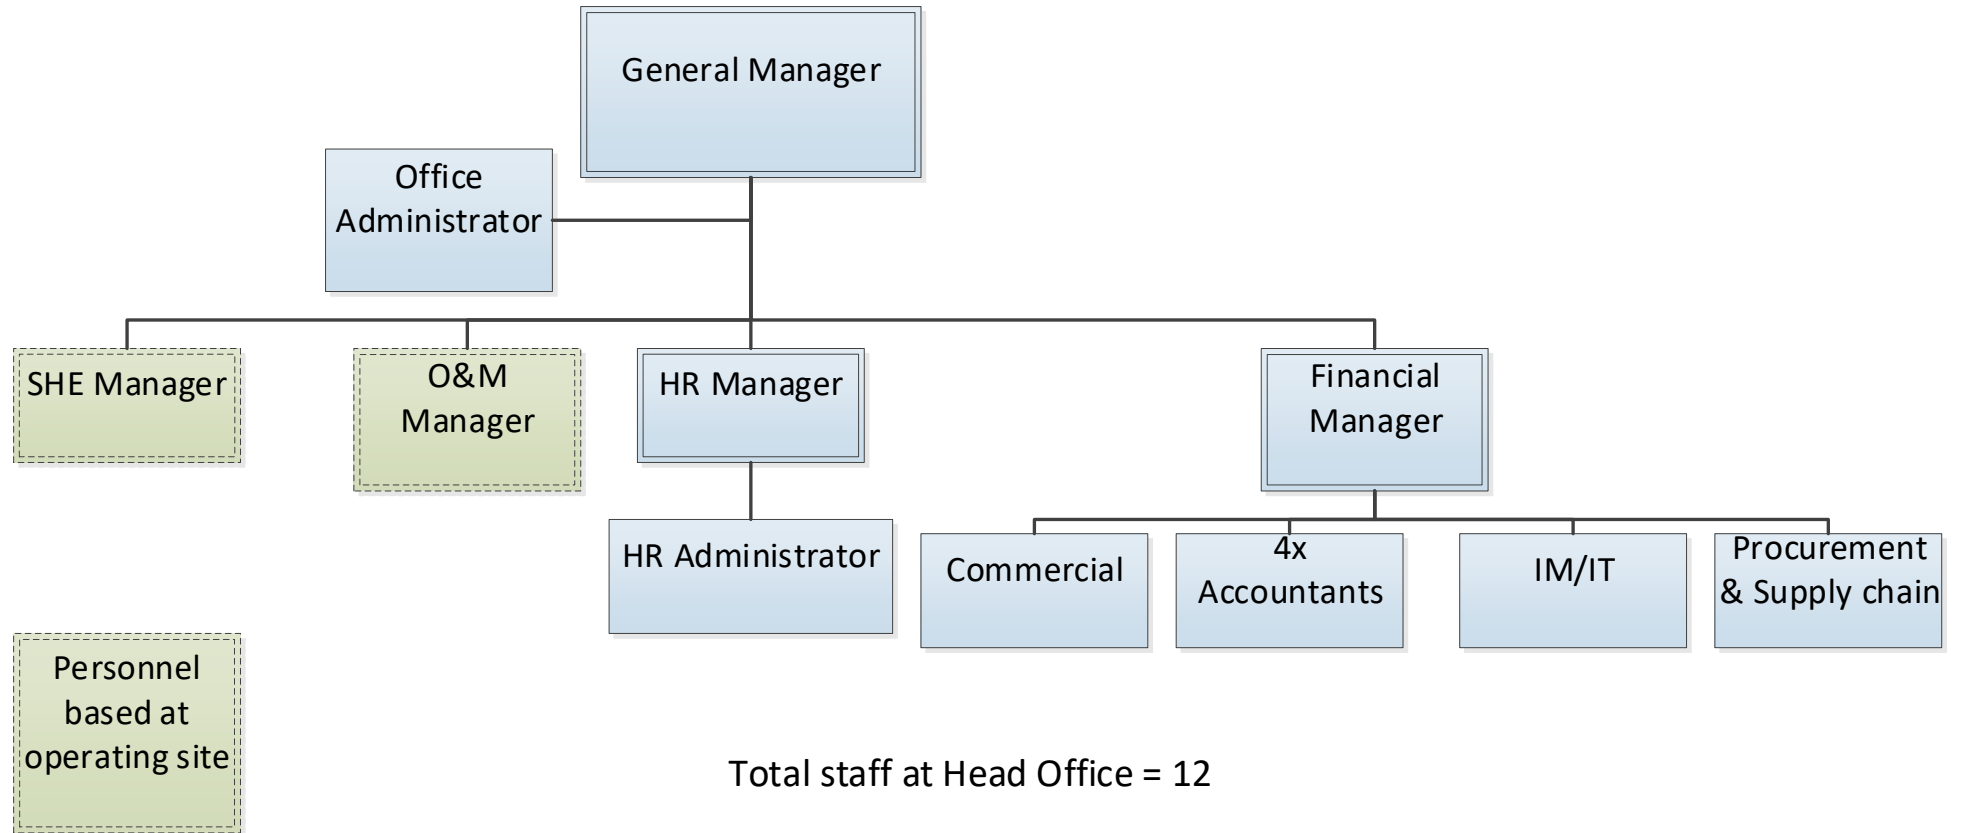 General Manager
Office
Administrator
SHE Manager
O&M
Manager
HR Manager
Financial
Manager
HR Administrator
Commercial
4x
Accountants
IM/IT
Procurement
& Supply chain
Personnel
based at
operating site
Total staff at Head Office = 12